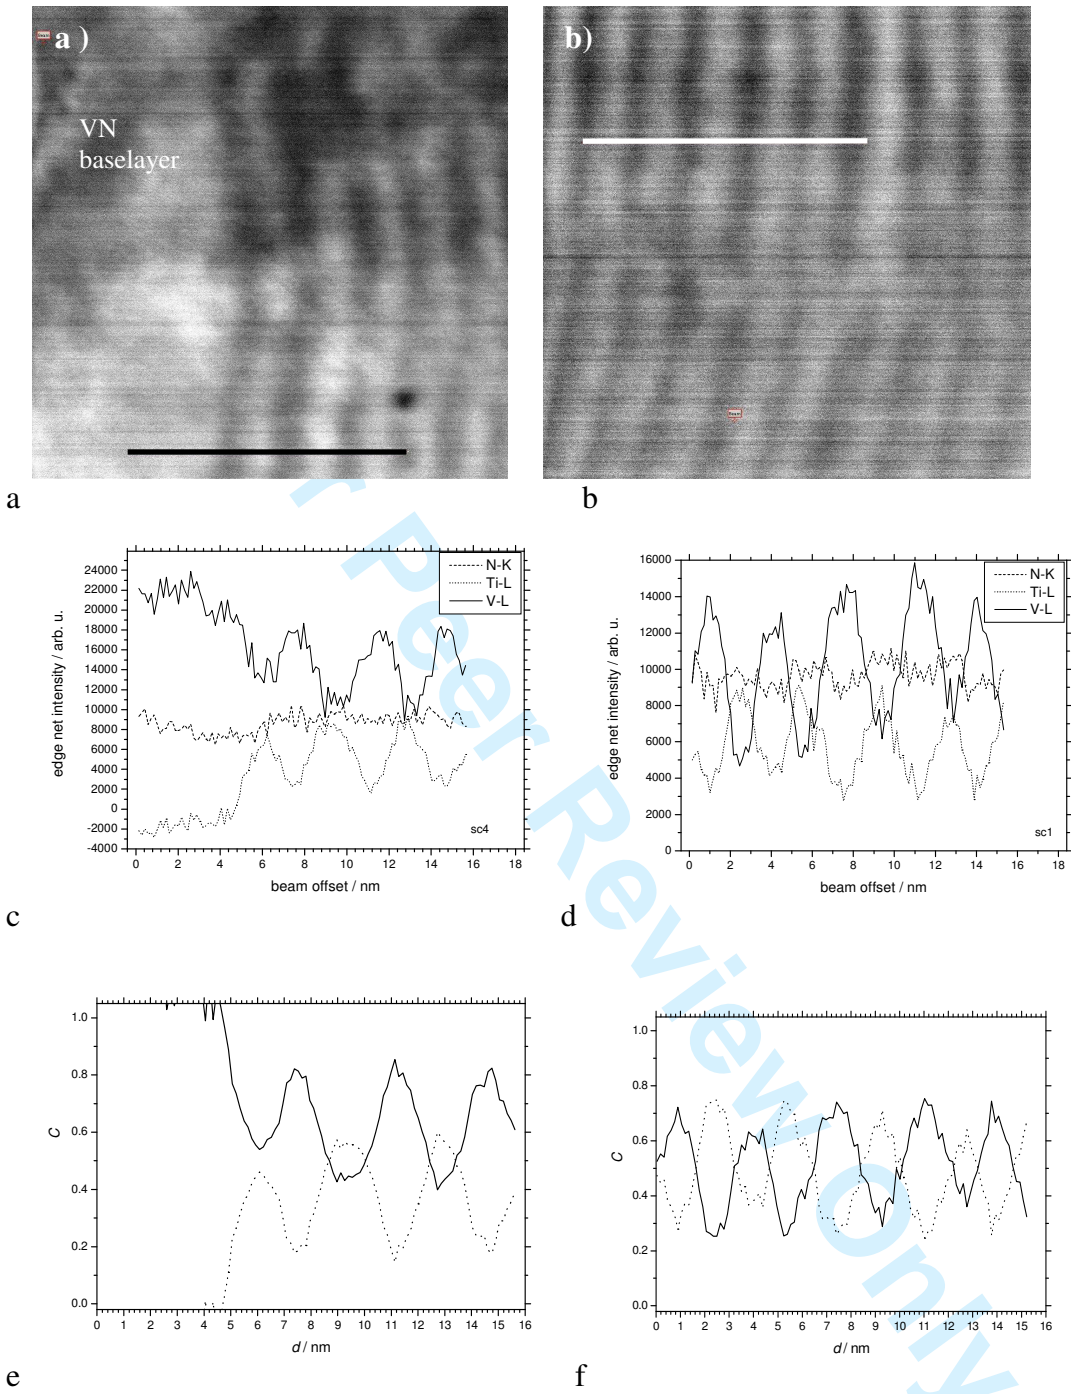 a )
VN
baselayer
b)
a
b
N-K
Ti-L
V-L
24000
22000
20000
18000
16000
14000
12000
10000
8000
6000
4000
2000
0
-2000
-4000
edge net intensity / arb. u.
sc4
0 2 4 6 8 10 12 14 16 18
beam offset / nm
N-K
Ti-L
V-L
16000
14000
12000
10000
8000
6000
4000
2000
0
edge net intensity / arb. u.
sc1
0 2 4 6 8 10 12 14 16 18
beam offset / nm
c
d
1.0
0.8
0.6
0.4
0.2
0.0
C
0 1 2 3 4 5 6 7 8 9 10 11 12 13 14 15 16
d / nm
1.0
0.8
0.6
0.4
0.2
0.0
C
0 1 2 3 4 5 6 7 8 9 10 11 12 13 14 15 16
d / nm
e
f
r Peer Review Only